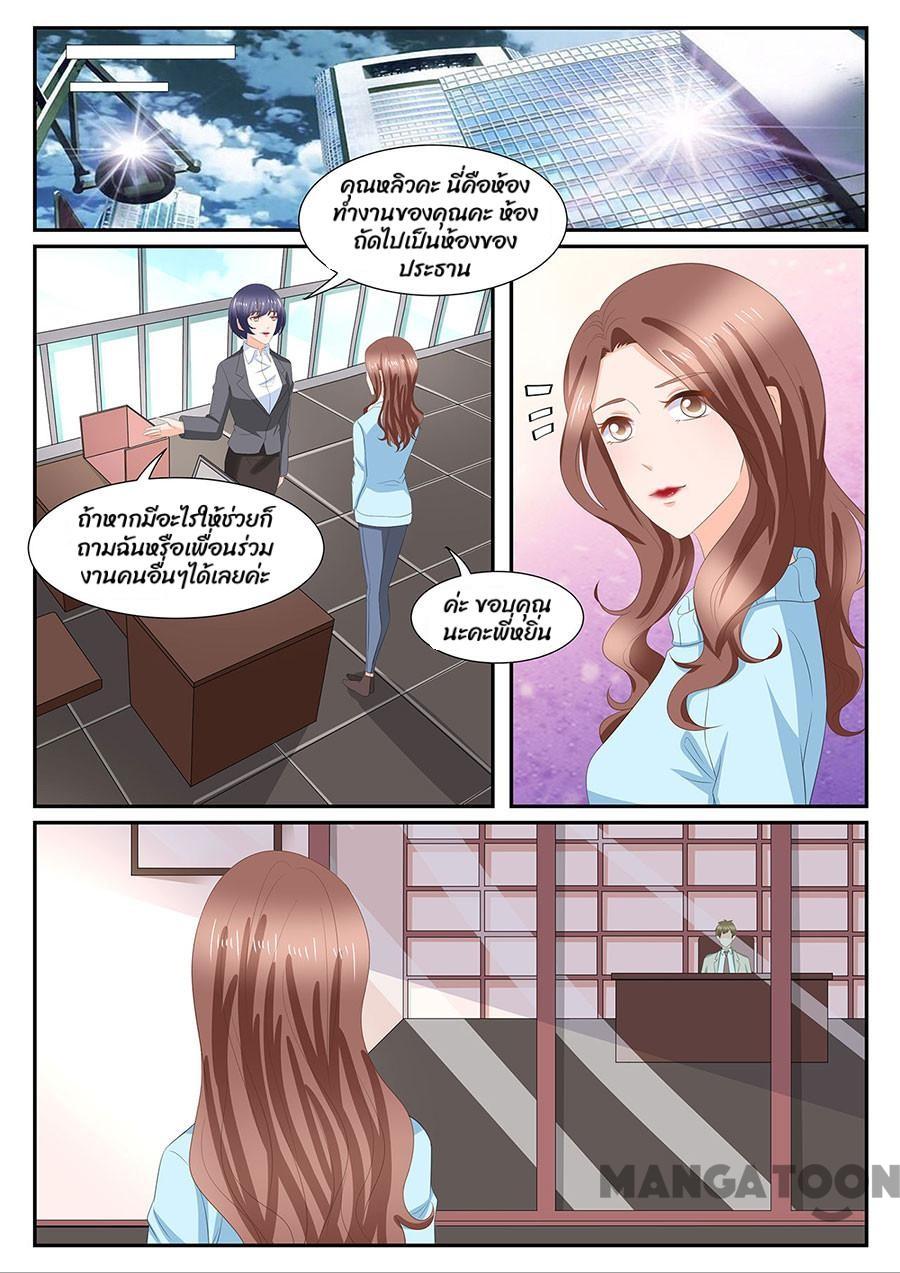 คุณหลิวคะ นี่คือห้อง
ทำงานของคุณคะ ห้อง
ถัดไปเป็นห้องของ
ประธาน
ถ้าหากมีอะไรให้ช่วยก็
ถามฉันหรือเพื่อนร่วม
งานคนอื่นๆได้เลยค่ะ
ค่ะ ขอบคุณ
นะคะพี่หยิ่น
MANGATOON